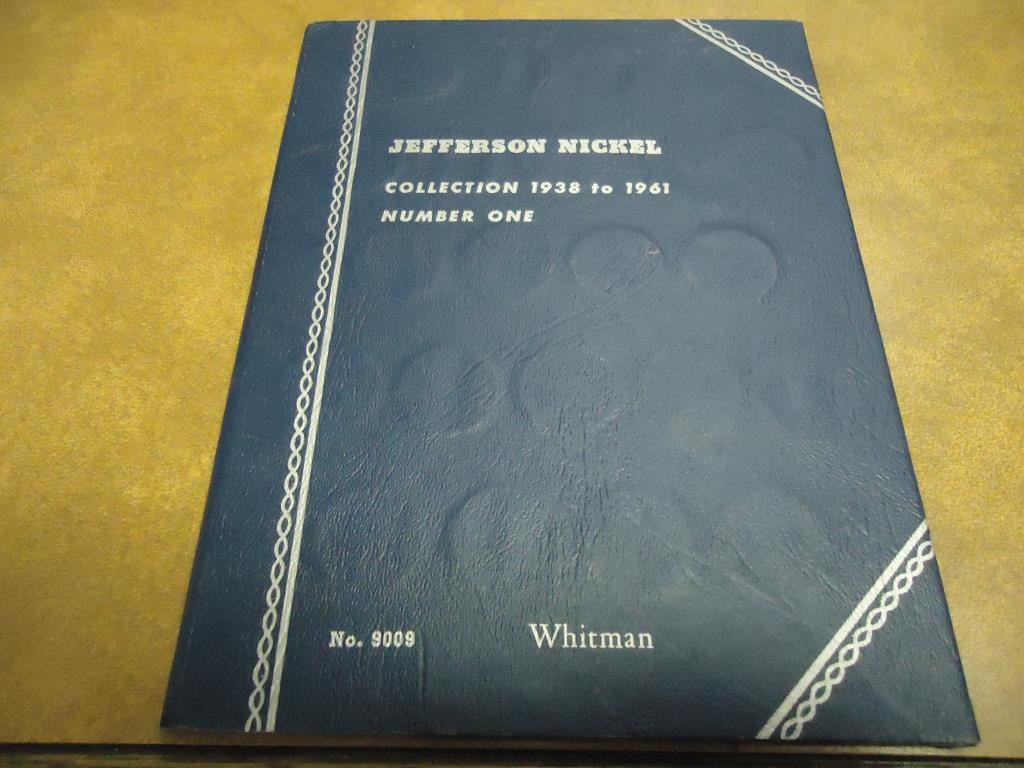 JEFFERSON NICKEL
COLLECTION 1938 to 1961
NUMBER ONE
No. 9009
Whitman